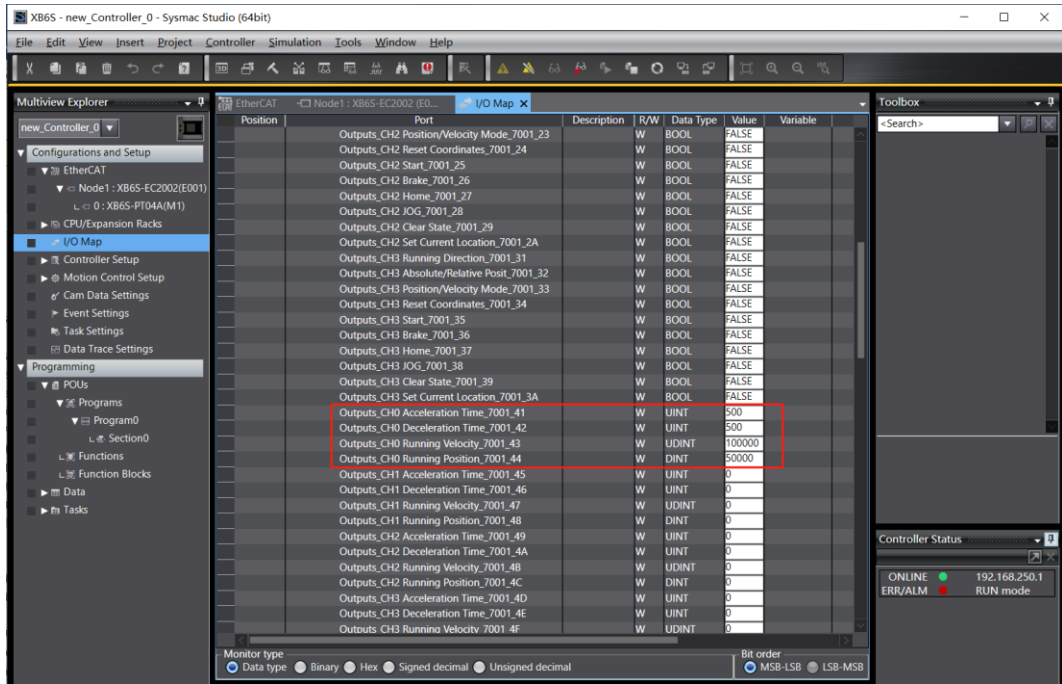 XB6S - new_Controller_0 - Sysmac Studio (64bit)
File Edit View Insert Project Controller Simulation Tools Window Help
Multiview Explorer
new_Controller_0
Configurations and Setup
EtherCAT
Node1 : XB6S-EC2002(E001)
0 : XB6S-PT04A(M1)
CPU/Expansion Racks
I/O Map
Controller Setup
Motion Control Setup
Cam Data Settings
Event Settings
Task Settings
Data Trace Settings
Programming
POUs
Programs
Program0
Section0
Functions
Function Blocks
Data
Tasks
EtherCAT Node1 : XB6S-EC2002 (E0... I/O Map
Position Port Description R/W Data Type Value Variable
Outputs_CH2 Position/Velocity Mode_7001_23 W BOOL FALSE
Outputs_CH2 Reset Coordinates_7001_24 W BOOL FALSE
Outputs_CH2 Start_7001_25 W BOOL FALSE
Outputs_CH2 Brake_7001_26 W BOOL FALSE
Outputs_CH2 Home_7001_27 W BOOL FALSE
Outputs_CH2 JOG_7001_28 W BOOL FALSE
Outputs_CH2 Clear State_7001_29 W BOOL FALSE
Outputs_CH2 Set Current Location_7001_2A W BOOL FALSE
Outputs_CH3 Running Direction_7001_31 W BOOL FALSE
Outputs_CH3 Absolute/Relative Posit_7001_32 W BOOL FALSE
Outputs_CH3 Position/Velocity Mode_7001_33 W BOOL FALSE
Outputs_CH3 Reset Coordinates_7001_34 W BOOL FALSE
Outputs_CH3 Start_7001_35 W BOOL FALSE
Outputs_CH3 Brake_7001_36 W BOOL FALSE
Outputs_CH3 Home_7001_37 W BOOL FALSE
Outputs_CH3 JOG_7001_38 W BOOL FALSE
Outputs_CH3 Clear State_7001_39 W BOOL FALSE
Outputs_CH3 Set Current Location_7001_3A W BOOL FALSE
Outputs_CH0 Acceleration Time_7001_41 W UINT 500
Outputs_CH0 Deceleration Time_7001_42 W UINT 500
Outputs_CH0 Running Velocity_7001_43 W UDINT 100000
Outputs_CH0 Running Position_7001_44 W DINT 50000
Outputs_CH1 Acceleration Time_7001_45 W UINT 0
Outputs_CH1 Deceleration Time_7001_46 W UINT 0
Outputs_CH1 Running Velocity_7001_47 W UDINT 0
Outputs_CH1 Running Position_7001_48 W DINT 0
Outputs_CH2 Acceleration Time_7001_49 W UINT 0
Outputs_CH2 Deceleration Time_7001_4A W UINT 0
Outputs_CH2 Running Velocity_7001_4B W UDINT 0
Outputs_CH2 Running Position_7001_4C W DINT 0
Outputs_CH3 Acceleration Time_7001_4D W UINT 0
Outputs_CH3 Deceleration Time_7001_4E W UINT 0
Outputs_CH3 Running Velocity_7001_4F W UDINT 0
Monitor type
Data type Binary Hex Signed decimal Unsigned decimal
Bit order
MSB-LSB LSB-MSB
Toolbox
<Search>
Controller Status
ONLINE 192.168.250.1
ERR/ALM RUN mode